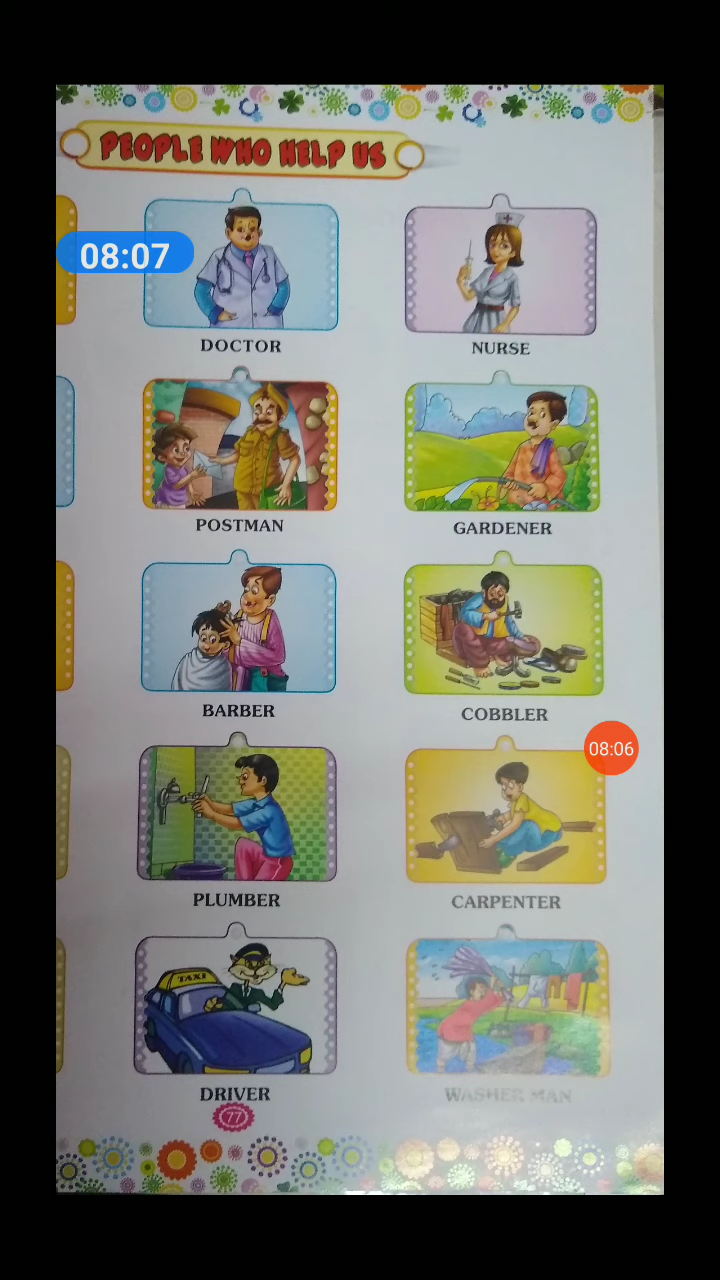 PEOPLE WHO HELP US
08:07
DOCTOR
NURSE
POSTMAN
GARDENER
BARBER
COBBLER
08:06
PLUMBER
CARPENTER
TAXI
DRIVER
WASHER MAN
77